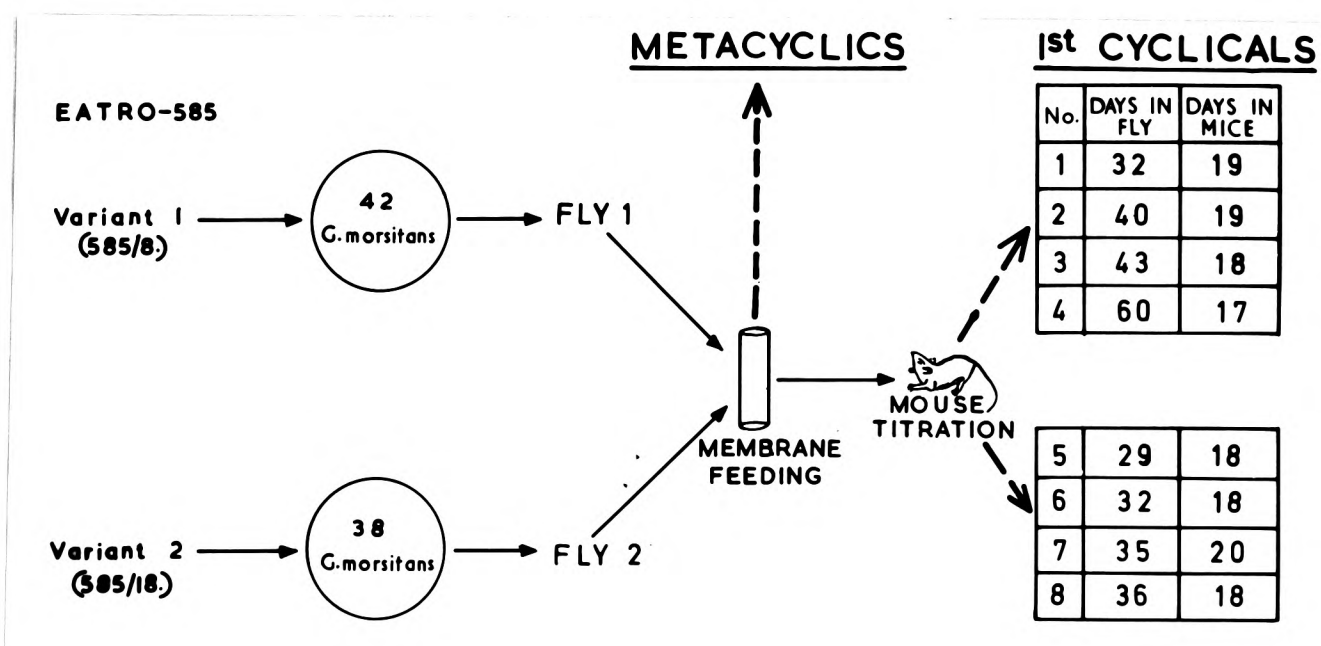 METACYCLICS
1st CYCLICALS
EATRO-585
No. DAYS IN FLY DAYS IN MICE
1 32 19
2 40 19
3 43 18
4 60 17
Variant 1
(585/8.)
42
G.morsitans
FLY 1
MEMBRANE
FEEDING
MOUSE
TITRATION
5 29 18
6 32 18
7 35 20
8 36 18
Variant 2
(585/18.)
38
G.morsitans
FLY 2